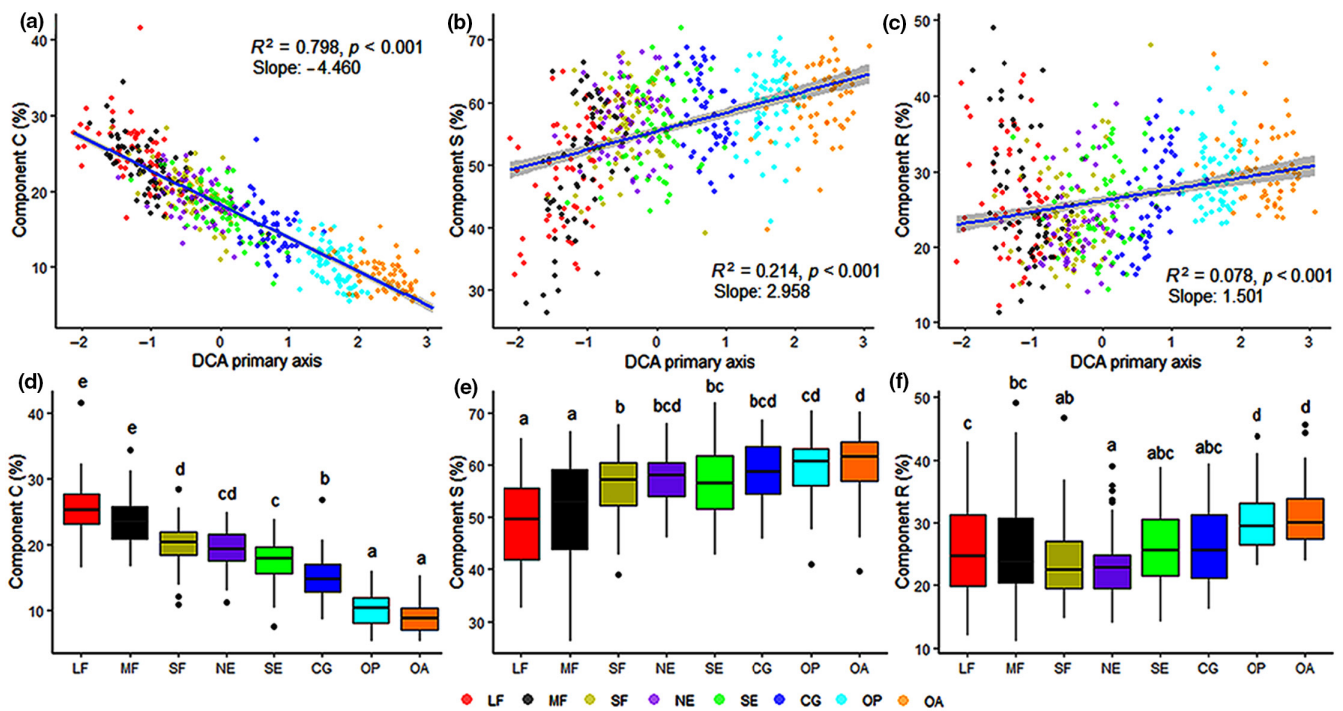 (a)
Component C (%)
40
30
20
10
R² = 0.798, p < 0.001
Slope: −4.460
−2 −1 0 1 2 3
DCA primary axis
(b)
Component S (%)
70
60
50
40
30
R² = 0.214, p < 0.001
Slope: 2.958
−2 −1 0 1 2 3
DCA primary axis
(c)
Component R (%)
50
40
30
20
10
R² = 0.078, p < 0.001
Slope: 1.501
−2 −1 0 1 2 3
DCA primary axis
(d)
Component C (%)
40
30
20
10
e e d cd c b a a
LF MF SF NE SE CG OP OA
(e)
Component S (%)
70
60
50
40
30
a a b bcd bc bcd cd d
LF MF SF NE SE CG OP OA
(f)
Component R (%)
50
40
30
20
10
c bc ab a abc abc d d
LF MF SF NE SE CG OP OA
LF MF SF NE SE CG OP OA